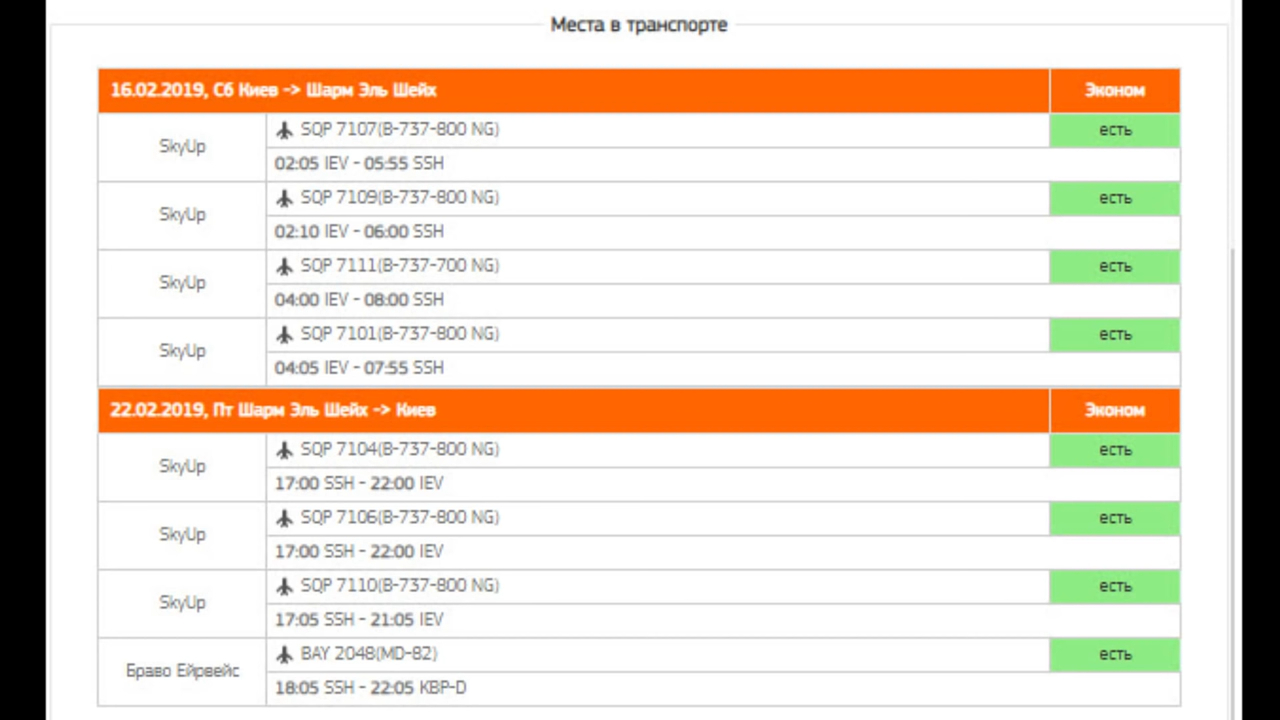 Места в транспорте
16.02.2019, Сб Киев -> Шарм Эль Шейх Эконом
SkyUp SQP 7107(B-737-800 NG) есть
02:05 IEV - 05:55 SSH
SkyUp SQP 7109(B-737-800 NG) есть
02:10 IEV - 06:00 SSH
SkyUp SQP 7111(B-737-700 NG) есть
04:00 IEV - 08:00 SSH
SkyUp SQP 7101(B-737-800 NG) есть
04:05 IEV - 07:55 SSH
22.02.2019, Пт Шарм Эль Шейх -> Киев Эконом
SkyUp SQP 7104(B-737-800 NG) есть
17:00 SSH - 22:00 IEV
SkyUp SQP 7106(B-737-800 NG) есть
17:00 SSH - 22:00 IEV
SkyUp SQP 7110(B-737-800 NG) есть
17:05 SSH - 21:05 IEV
Браво Ейрвейс BAY 2048(MD-82) есть
18:05 SSH - 22:05 KBP-D